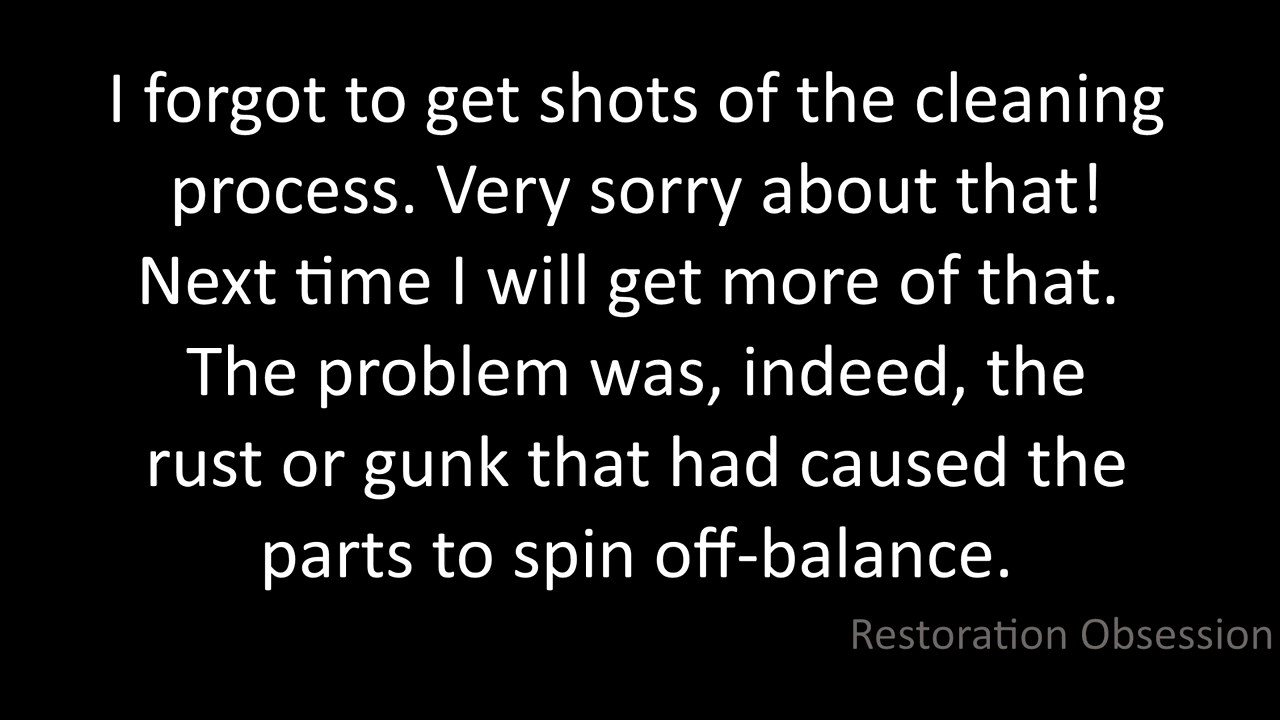 I forgot to get shots of the cleaning
process. Very sorry about that!
Next time I will get more of that.
The problem was, indeed, the
rust or gunk that had caused the
parts to spin off-balance.
Restoration Obsession